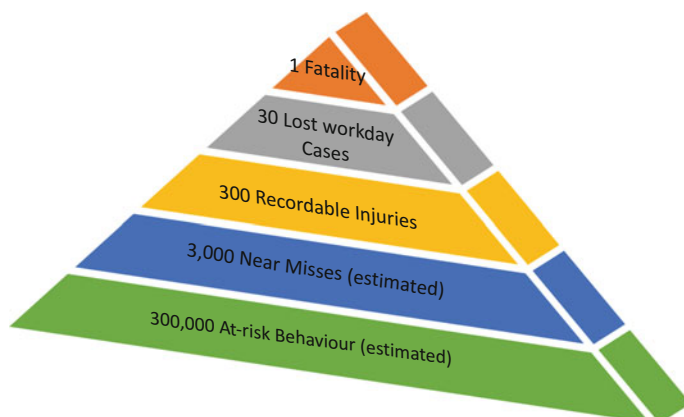 1 Fatality
30 Lost workday
Cases
300 Recordable Injuries
3,000 Near Misses (estimated)
300,000 At-risk Behaviour (estimated)